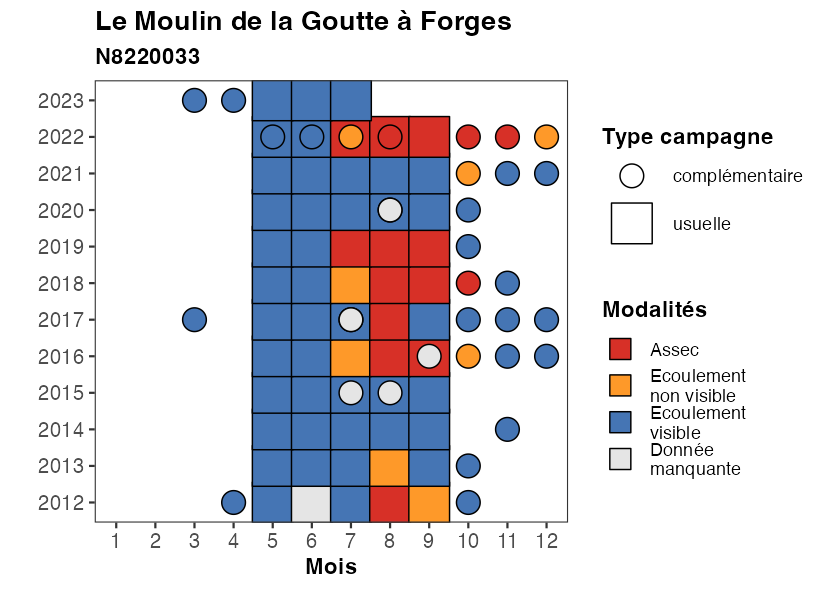 Le Moulin de la Goutte à Forges
N8220033
2023
2022
2021
2020
2019
2018
2017
2016
2015
2014
2013
2012
1 2 3 4 5 6 7 8 9 10 11 12
Mois
Type campagne
complémentaire
usuelle
Modalités
Assec
Ecoulement
non visible
Ecoulement
visible
Donnée
manquante